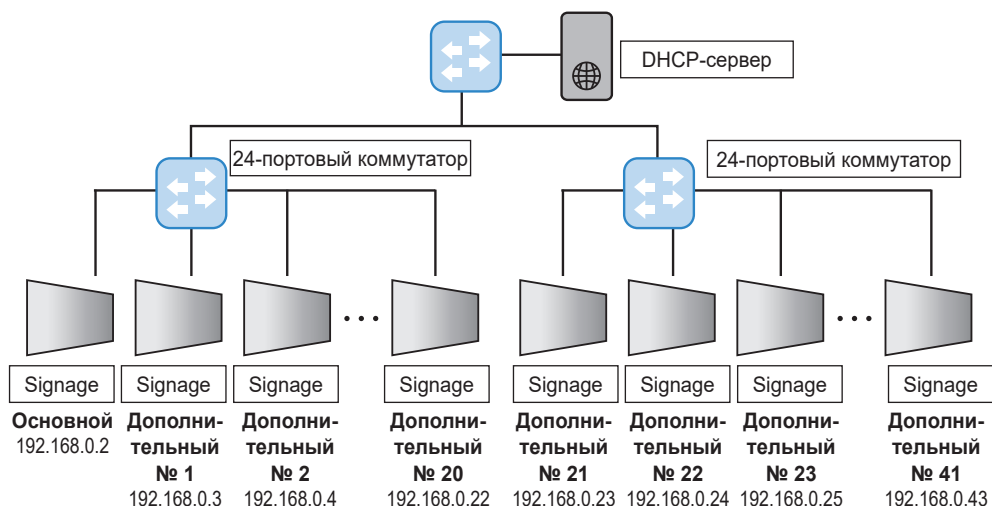 DHCP-сервер
24-портовый коммутатор
24-портовый коммутатор
Signage
Signage
Signage
Signage
Signage
Signage
Signage
Signage
Основной
192.168.0.2
Дополни-
тельный
№ 1
192.168.0.3
Дополни-
тельный
№ 2
192.168.0.4
Дополни-
тельный
№ 20
192.168.0.22
Дополни-
тельный
№ 21
192.168.0.23
Дополни-
тельный
№ 22
192.168.0.24
Дополни-
тельный
№ 23
192.168.0.25
Дополни-
тельный
№ 41
192.168.0.43